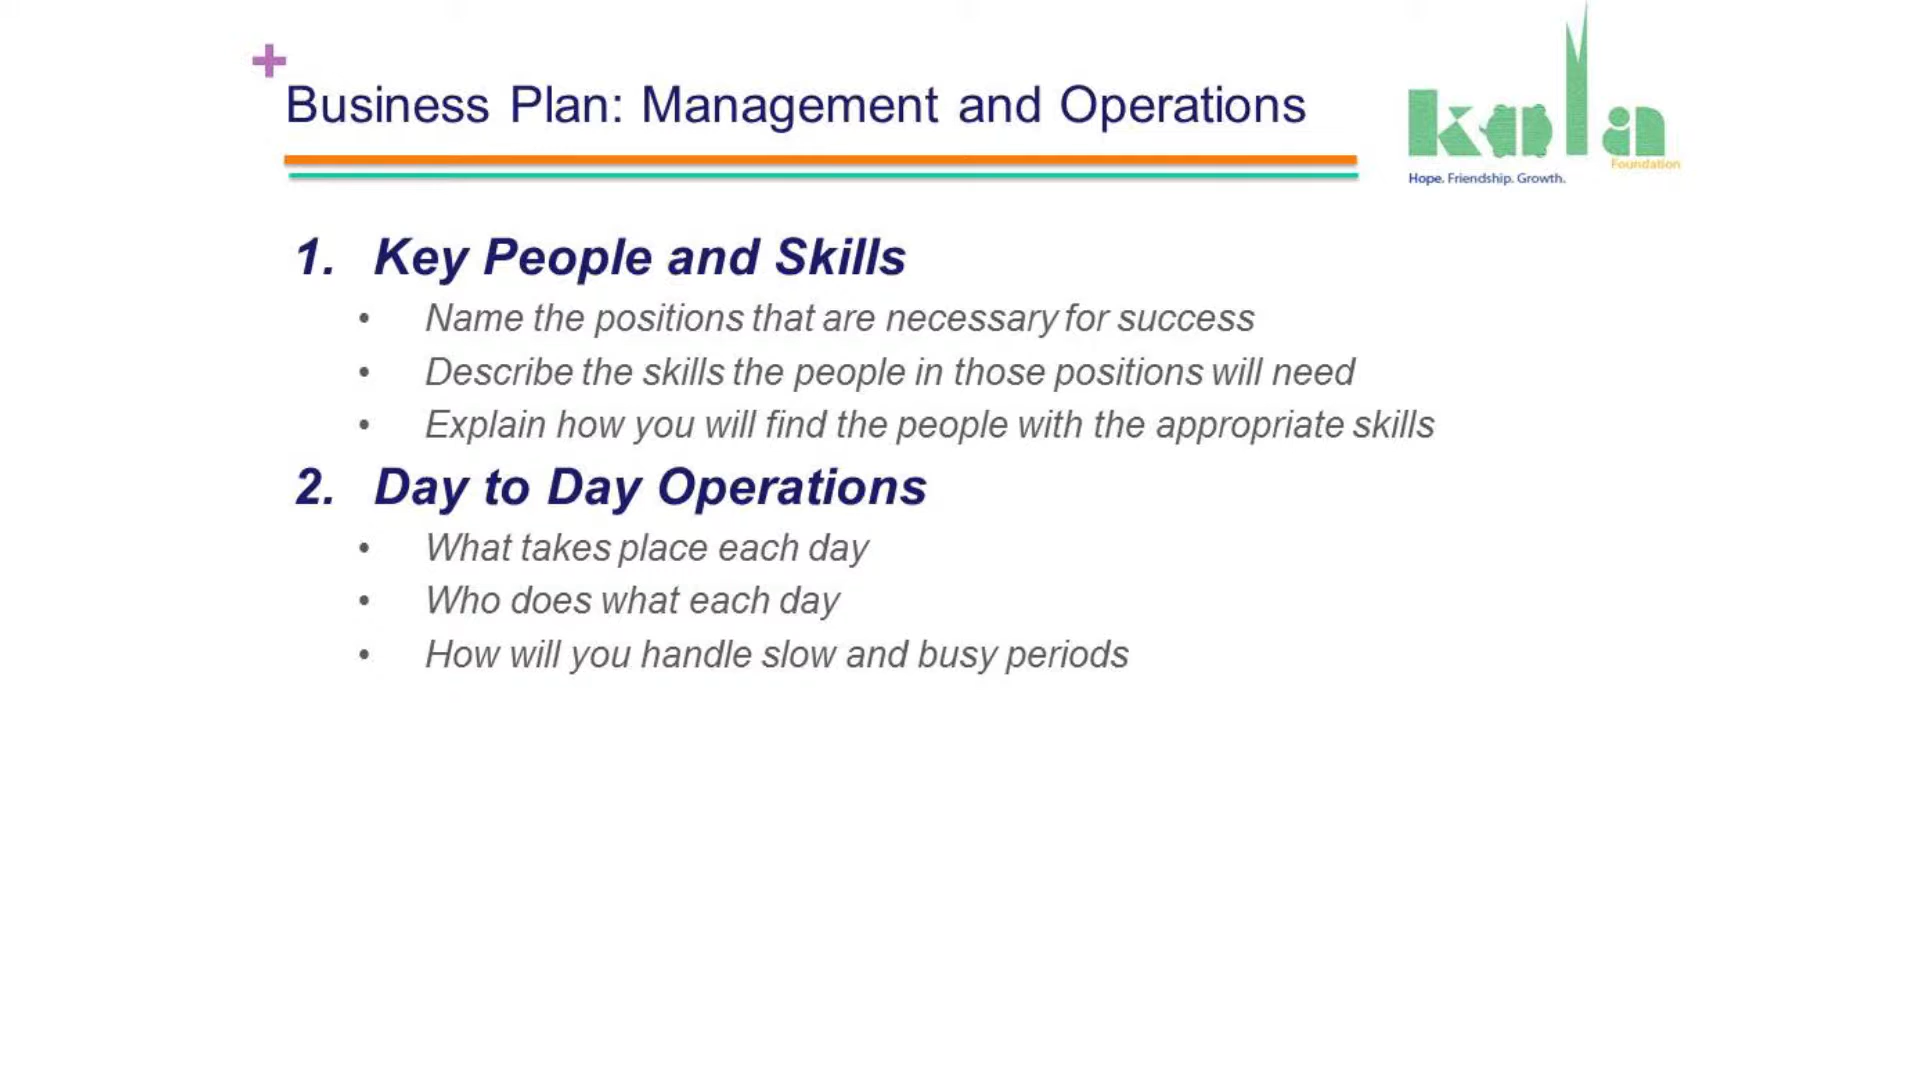 +
Business Plan: Management and Operations
kala
Foundation
Hope. Friendship. Growth.
1. Key People and Skills
• Name the positions that are necessary for success
• Describe the skills the people in those positions will need
• Explain how you will find the people with the appropriate skills
2. Day to Day Operations
• What takes place each day
• Who does what each day
• How will you handle slow and busy periods